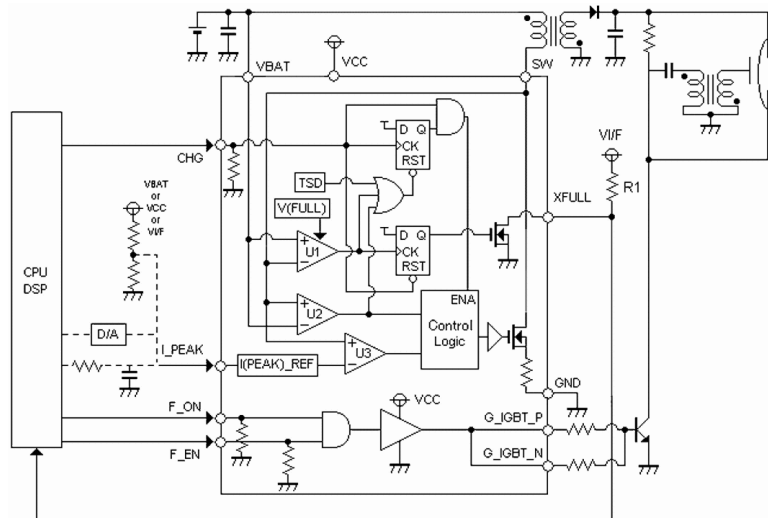 VBAT
VCC
SW
CHG
D Q
CK
RST
TSD
V(FULL)
VI/F
R1
XFULL
VBAT
or
VCC
or
VI/F
+
−
U1
D Q
CK
RST
CPU
DSP
+
−
U2
ENA
Control
Logic
D/A
I_PEAK
I(PEAK)_REF
+
−
U3
GND
F_ON
F_EN
VCC
G_IGBT_P
G_IGBT_N